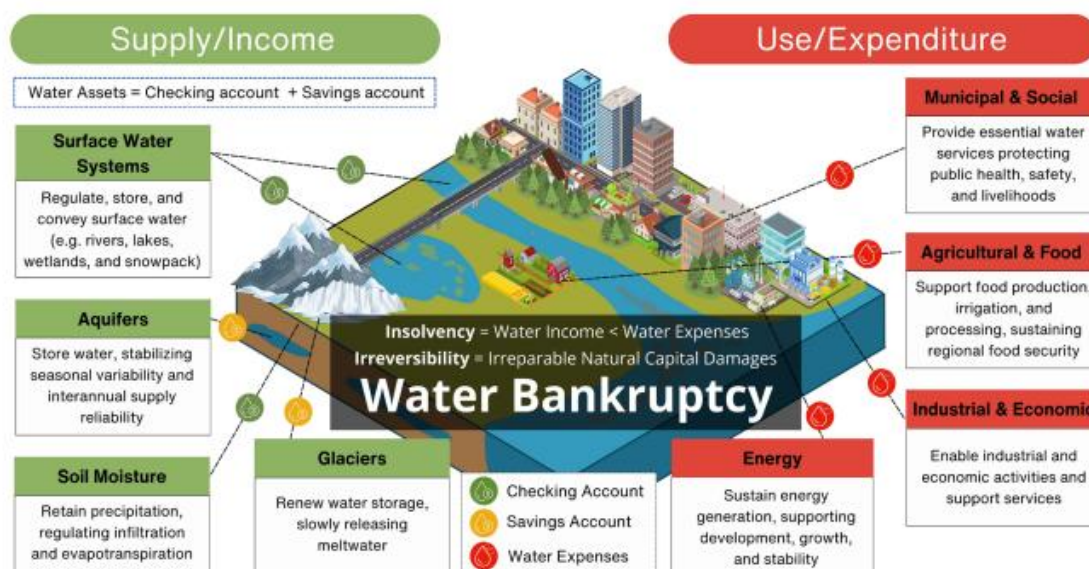 Supply/Income
Use/Expenditure
Water Assets = Checking account + Savings account
Surface Water
Systems
Regulate, store, and
convey surface water
(e.g. rivers, lakes,
wetlands, and snowpack)
Aquifers
Store water, stabilizing
seasonal variability and
interannual supply
reliability
Soil Moisture
Retain precipitation,
regulating infiltration
and evapotranspiration
Glaciers
Renew water storage,
slowly releasing
meltwater
Insolvency = Water Income < Water Expenses
Irreversibility = Irreparable Natural Capital Damages
Water Bankruptcy
Checking Account
Savings Account
Water Expenses
Municipal & Social
Provide essential water
services protecting
public health, safety,
and livelihoods
Agricultural & Food
Support food production
irrigation, and
processing, sustaining
regional food security
Industrial & Economic
Enable industrial and
economic activities and
support services
Energy
Sustain energy
generation, supporting
development, growth,
and stability